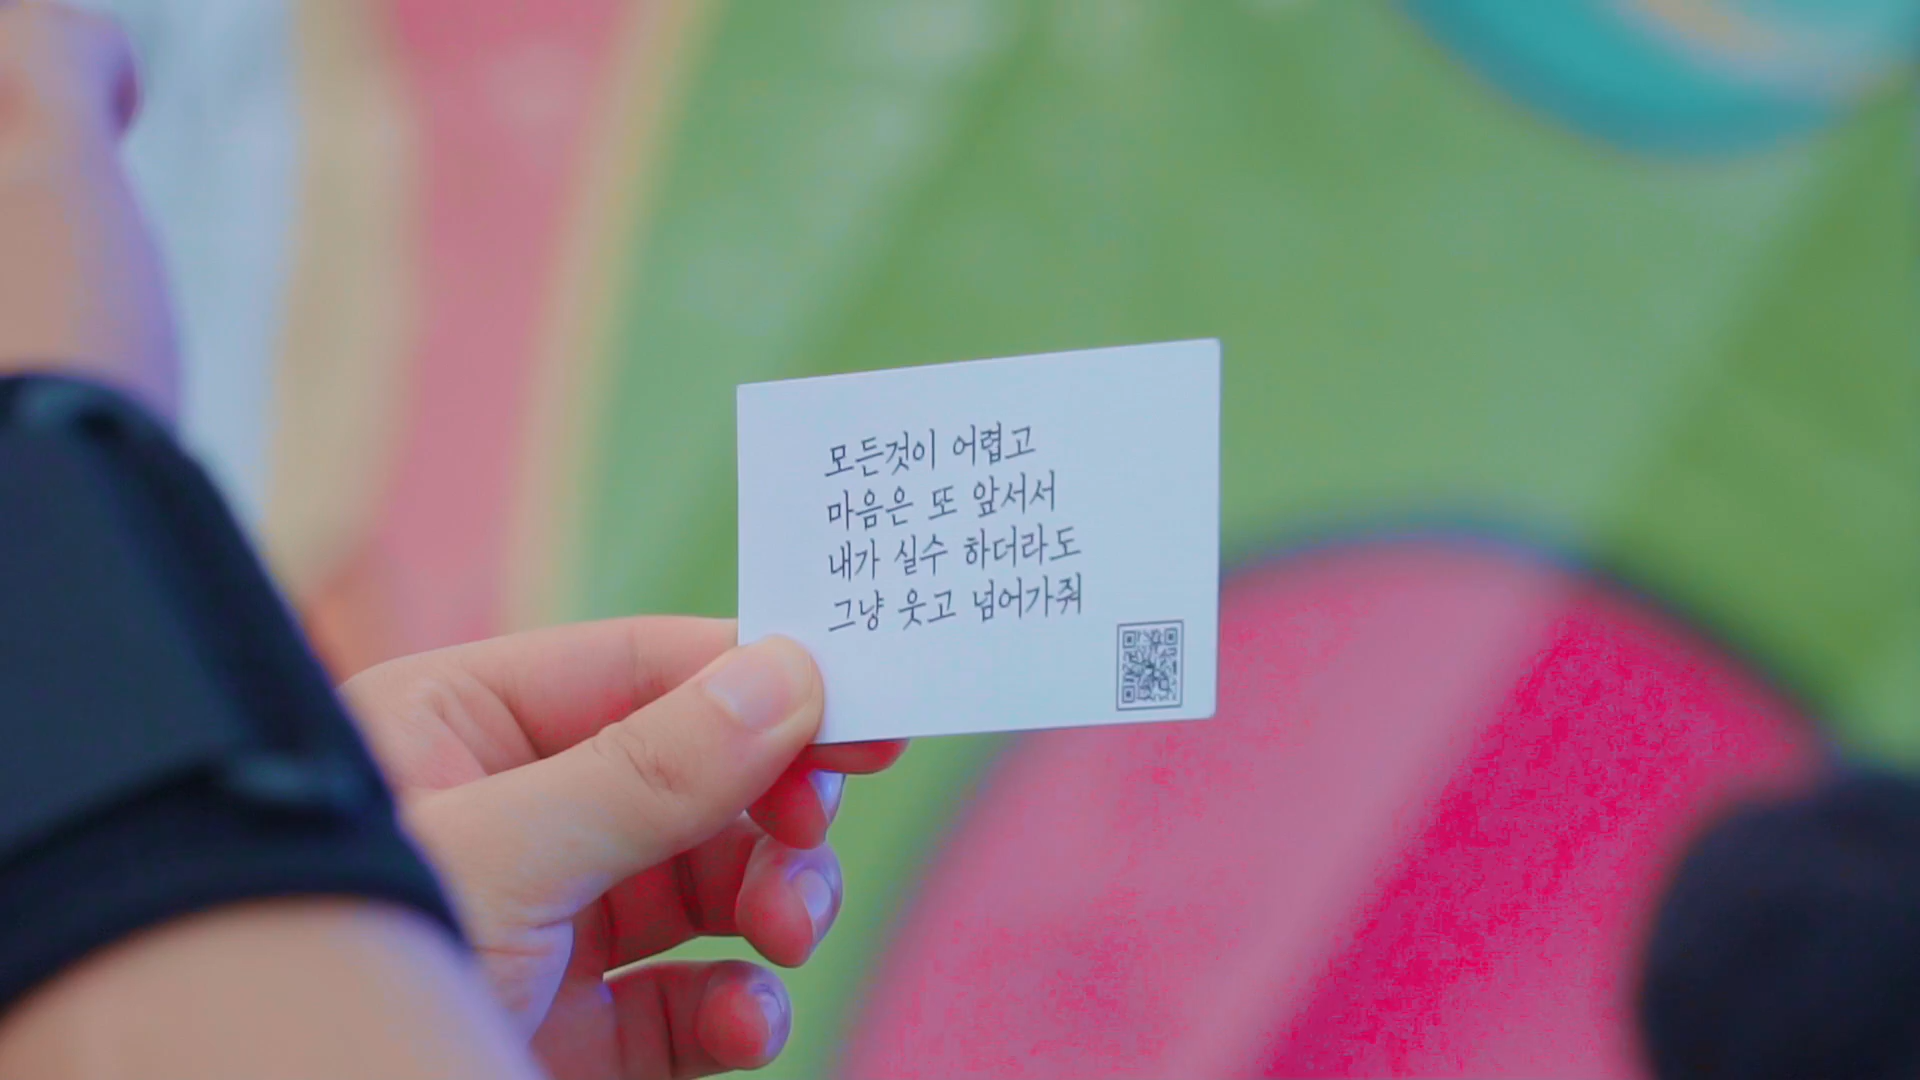 모든것이 어렵고
마음은 또 앞서서
내가 실수 하더라도
그냥 웃고 넘어가줘